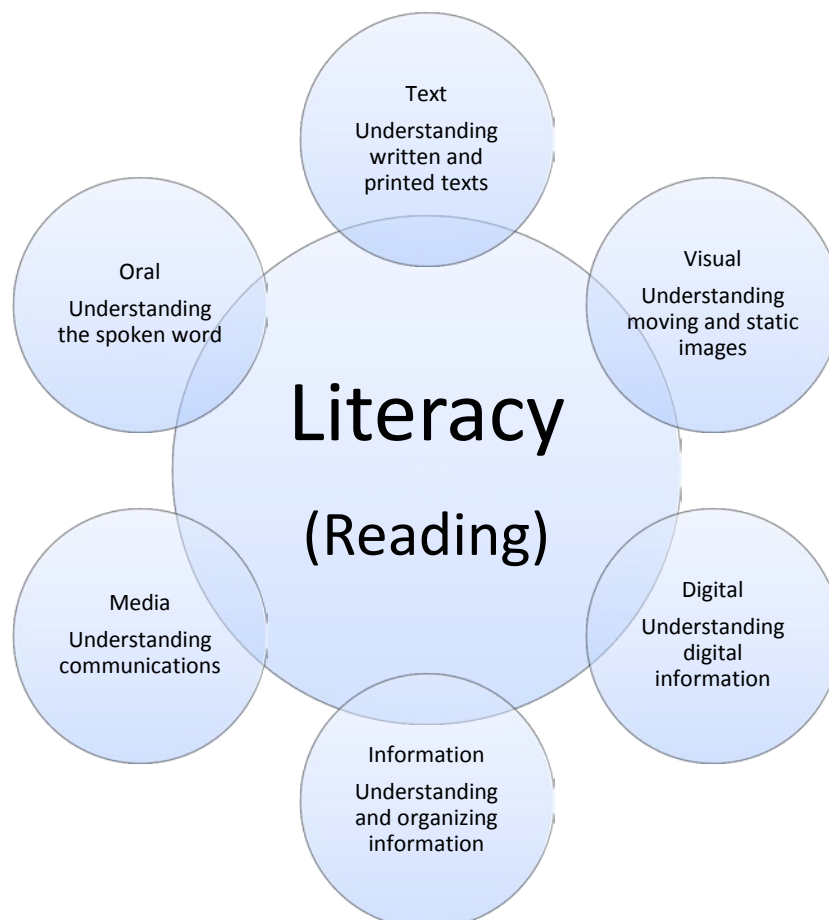 Text
Understanding
written and
printed texts
Visual
Understanding
moving and static
images
Digital
Understanding
digital
information
Information
Understanding
and organizing
information
Media
Understanding
communications
Oral
Understanding
the spoken word
Literacy
(Reading)